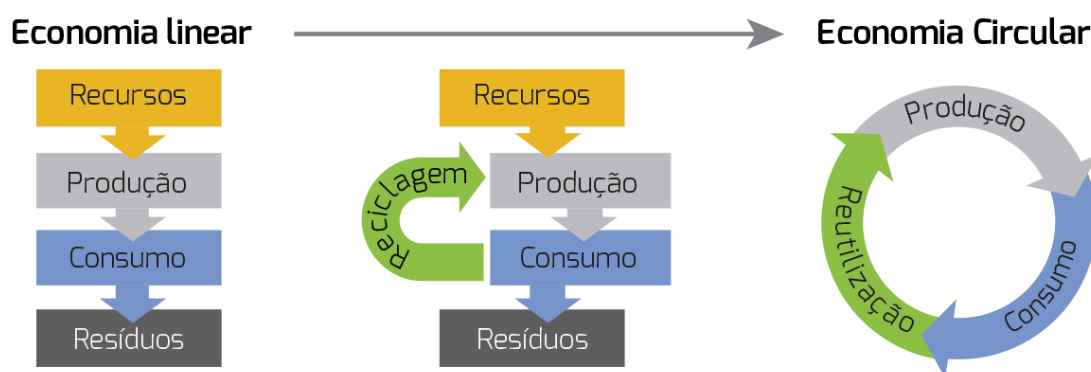 Economia linear
Recursos
Produção
Consumo
Resíduos
Recursos
Reciclagem
Produção
Consumo
Resíduos
Economia Circular
Produção
Consumo
Reutilização